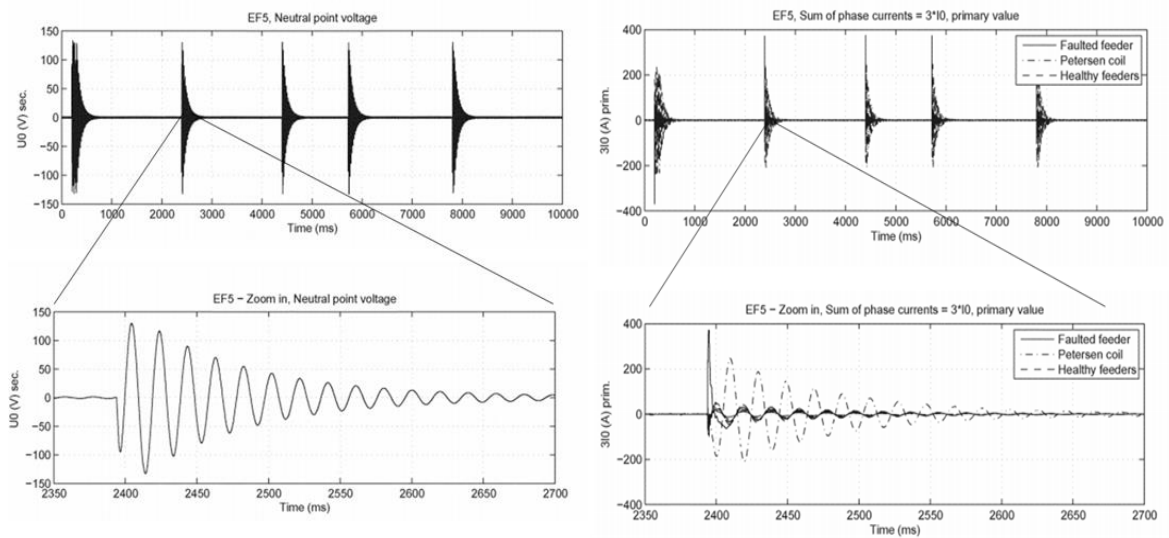 EF5, Neutral point voltage
U0 (V) sec.
150
100
50
0
−50
−100
−150
0 1000 2000 3000 4000 5000 6000 7000 8000 9000 10000
Time (ms)
EF5, Sum of phase currents = 3*I0, primary value
3I0 (A) prim.
400
200
0
−200
−400
Faulted feeder
Petersen coil
Healthy feeders
0 1000 2000 3000 4000 5000 6000 7000 8000 9000 10000
Time (ms)
EF5 − Zoom in, Neutral point voltage
U0 (V) sec.
150
100
50
0
−50
−100
−150
2350 2400 2450 2500 2550 2600 2650 2700
Time (ms)
EF5 − Zoom in, Sum of phase currents = 3*I0, primary value
3I0 (A) prim.
400
200
0
−200
−400
Faulted feeder
Petersen coil
Healthy feeders
2350 2400 2450 2500 2550 2600 2650 2700
Time (ms)